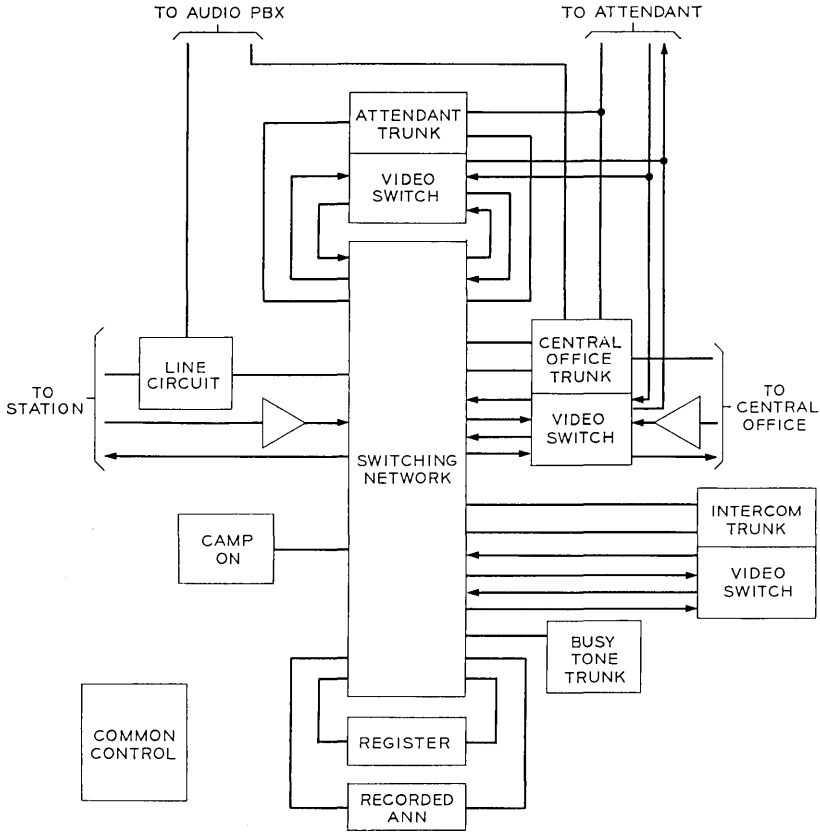 TO AUDIO PBX
TO ATTENDANT
ATTENDANT
TRUNK
VIDEO
SWITCH
LINE
CIRCUIT
CENTRAL
OFFICE
TRUNK
VIDEO
SWITCH
TO
STATION
TO
CENTRAL
OFFICE
SWITCHING
NETWORK
CAMP
ON
INTERCOM
TRUNK
VIDEO
SWITCH
BUSY
TONE
TRUNK
COMMON
CONTROL
REGISTER
RECORDED
ANN